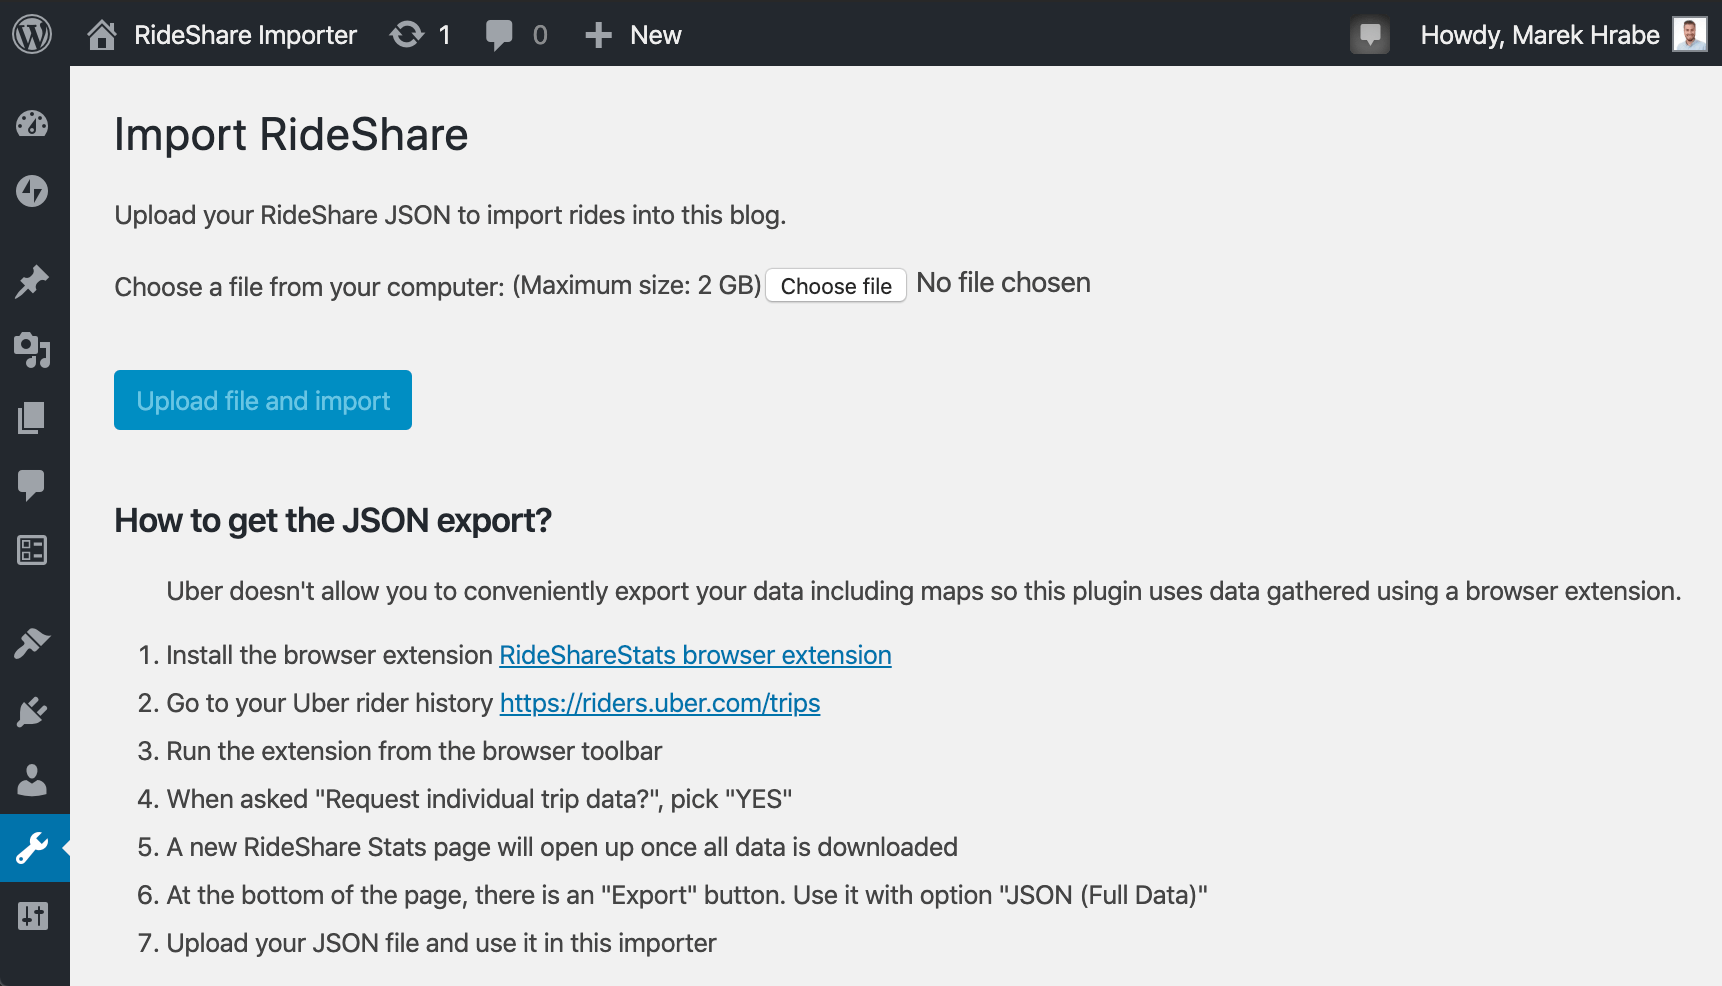 RideShare Importer 1 0 New Howdy, Marek Hrabe
Import RideShare
Upload your RideShare JSON to import rides into this blog.
Choose a file from your computer: (Maximum size: 2 GB) Choose file No file chosen
Upload file and import
How to get the JSON export?
Uber doesn't allow you to conveniently export your data including maps so this plugin uses data gathered using a browser extension.
1. Install the browser extension RideShareStats browser extension
2. Go to your Uber rider history https://riders.uber.com/trips
3. Run the extension from the browser toolbar
4. When asked "Request individual trip data?", pick "YES"
5. A new RideShare Stats page will open up once all data is downloaded
6. At the bottom of the page, there is an "Export" button. Use it with option "JSON (Full Data)"
7. Upload your JSON file and use it in this importer